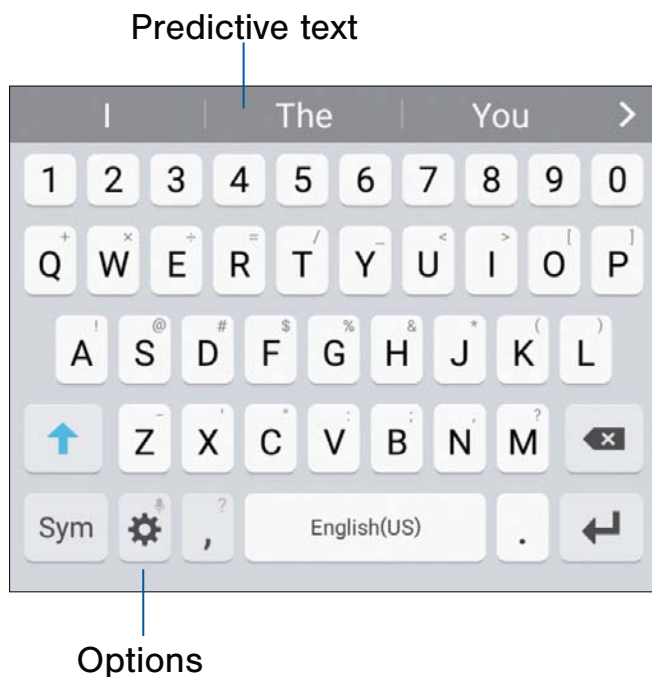 Predictive text
I The You >
1 2 3 4 5 6 7 8 9 0
+ × ÷ = / _ < > [ ]
Q W E R T Y U I O P
! @ # $ % & * ( )
A S D F G H J K L
- ' " : ; , ?
Z X C V B N M
?
Sym , English(US) .
Options